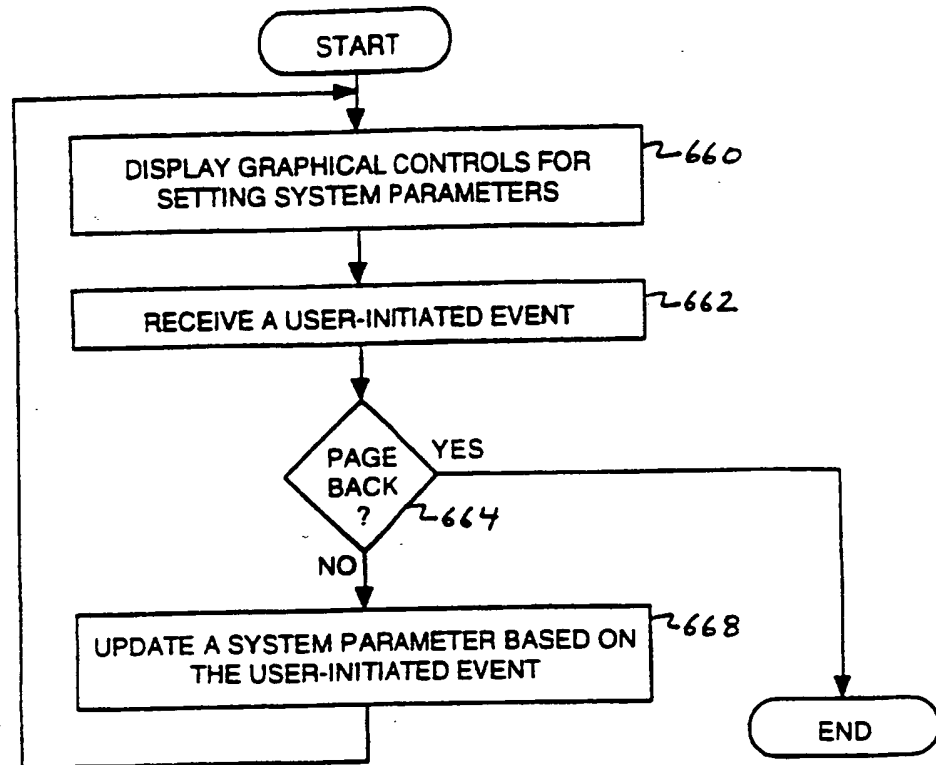 START
DISPLAY GRAPHICAL CONTROLS FOR
SETTING SYSTEM PARAMETERS
660
RECEIVE A USER-INITIATED EVENT
662
PAGE
BACK
?
YES
664
NO
UPDATE A SYSTEM PARAMETER BASED ON
THE USER-INITIATED EVENT
668
END